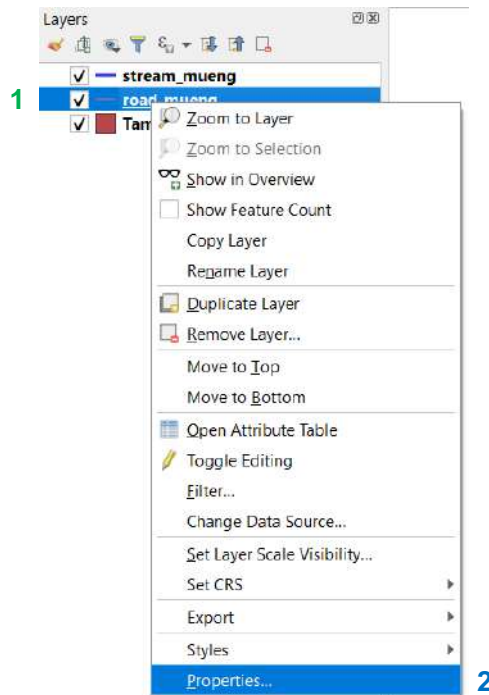 Layers
stream_mueng
1
road_mueng
Tam
Zoom to Layer
Zoom to Selection
Show in Overview
Show Feature Count
Copy Layer
Rename Layer
Duplicate Layer
Remove Layer...
Move to Top
Move to Bottom
Open Attribute Table
Toggle Editing
Filter...
Change Data Source...
Set Layer Scale Visibility...
Set CRS
Export
Styles
Properties...
2